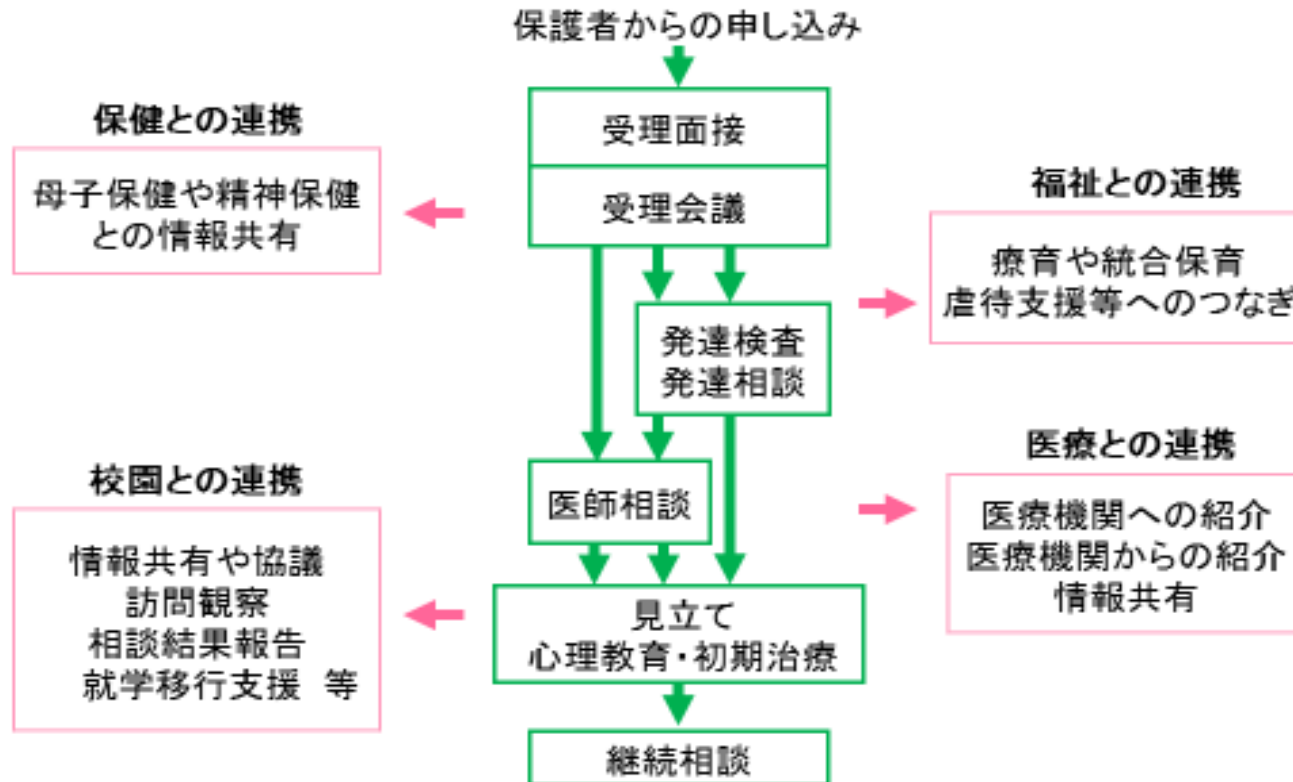 保護者からの申し込み
受理面接
受理会議
保健との連携
母子保健や精神保健
との情報共有
福祉との連携
療育や統合保育
虐待支援等へのつなぎ
発達検査
発達相談
医師相談
医療との連携
医療機関への紹介
医療機関からの紹介
情報共有
校園との連携
情報共有や協議
訪問観察
相談結果報告
就学移行支援 等
見立て
心理教育・初期治療
継続相談